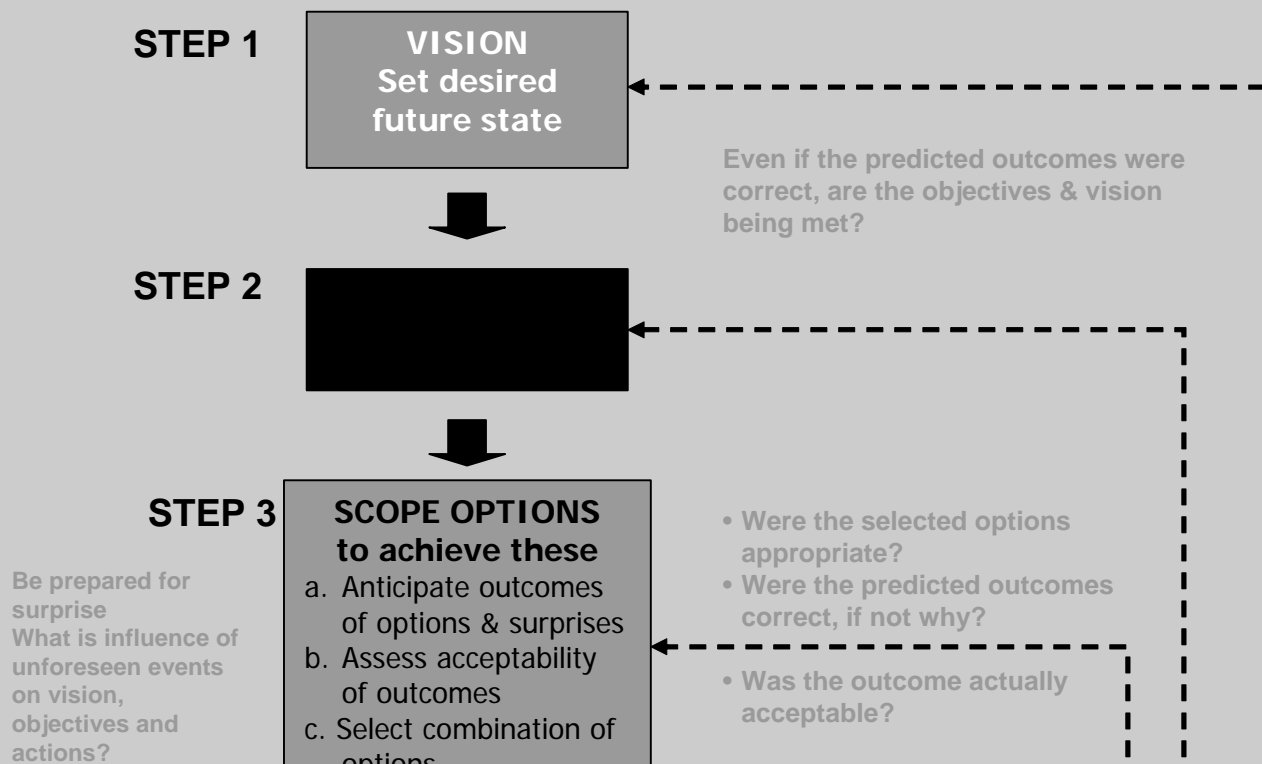 STEP 1
VISION
Set desired
future state
Even if the predicted outcomes were
correct, are the objectives & vision
being met?
STEP 2
STEP 3
SCOPE OPTIONS
to achieve these
a. Anticipate outcomes
of options & surprises
b. Assess acceptability
of outcomes
c. Select combination of
options
• Were the selected options
appropriate?
• Were the predicted outcomes
correct, if not why?
• Was the outcome actually
acceptable?
Be prepared for
surprise
What is influence of
unforeseen events
on vision,
objectives and
actions?